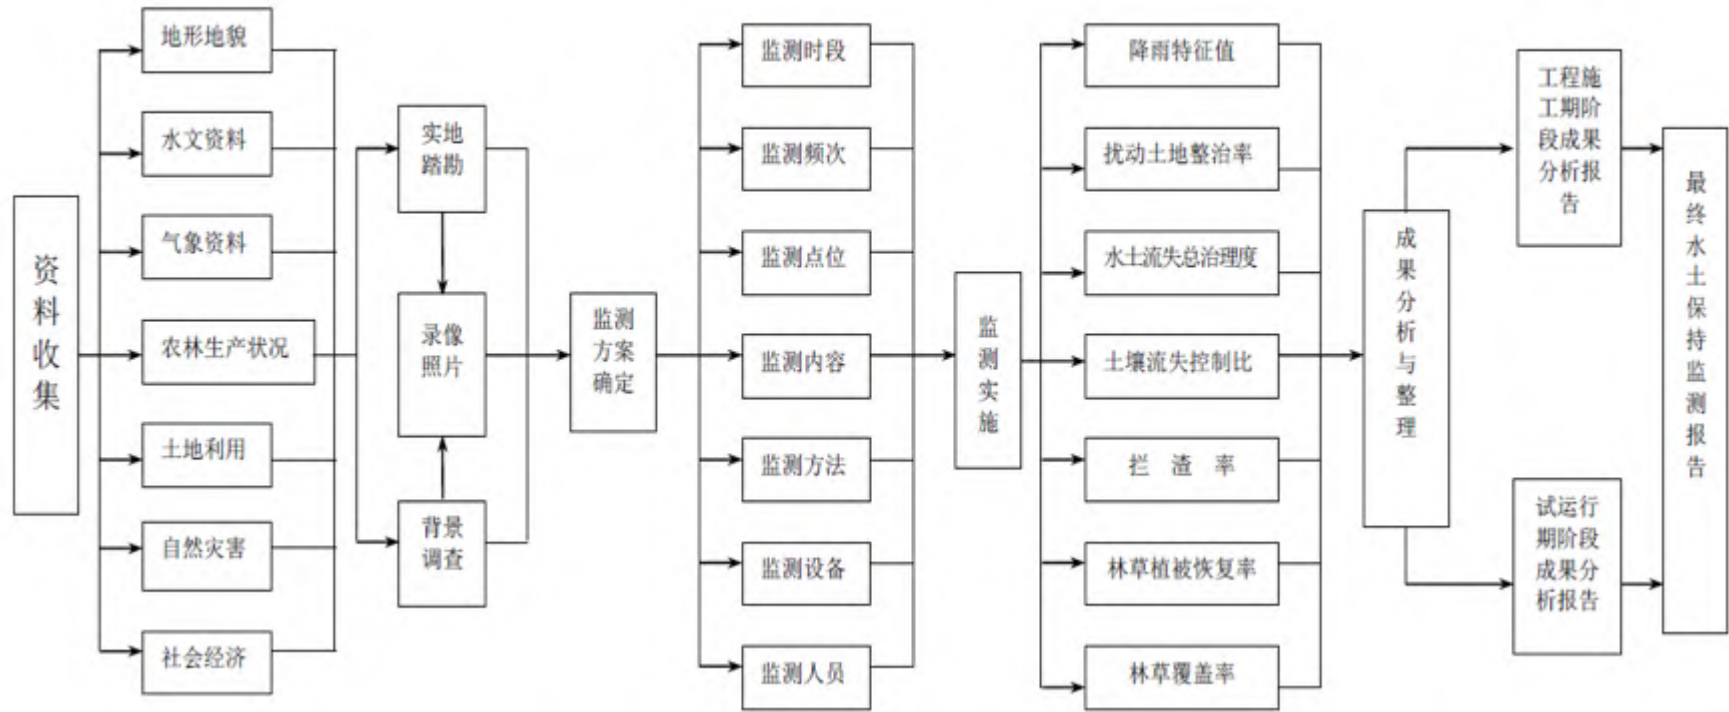 资料收集
地形地貌
水文资料
气象资料
农林生产状况
土地利用
自然灾害
社会经济
实地
踏勘
录像
照片
背景
调查
监测
方案
确定
监测时段
监测频次
监测点位
监测内容
监测方法
监测设备
监测人员
监测实施
降雨特征值
扰动土地整治率
水土流失总治理度
土壤流失控制比
拦 渣 率
林草植被恢复率
林草覆盖率
成果分析与整理
工程施
工期阶
段成果
分析报
告
试运行
期阶段
成果分
析报告
最终水土保持监测报告